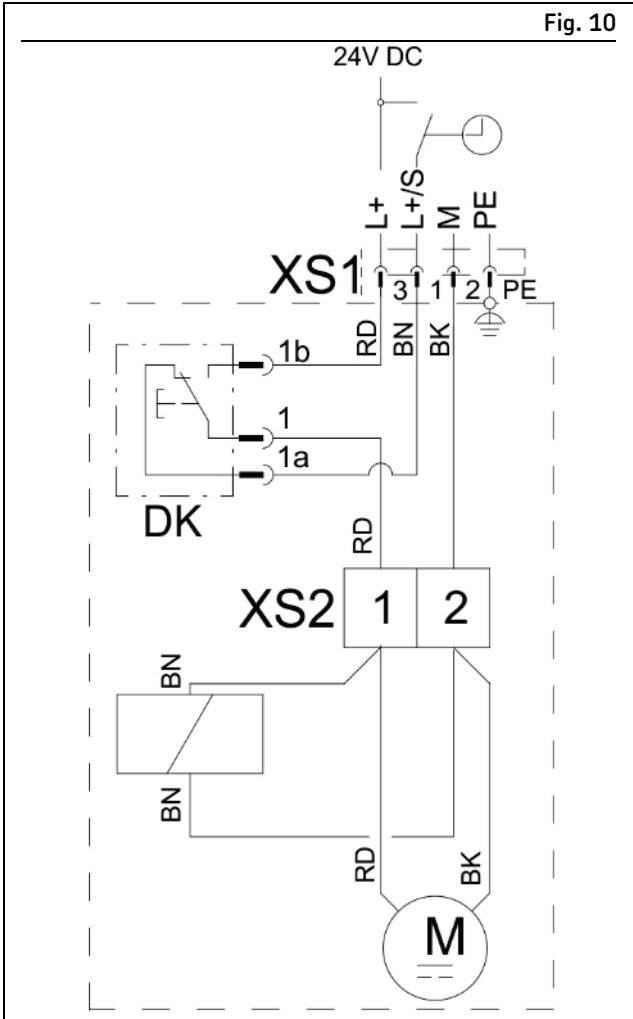 Fig. 10
24V DC
L+ L+/S M PE
XS1 3 1 2 PE
RD BN BK
1b
1
1a
DK
RD
XS2 1 2
BN
BN
RD BK
M